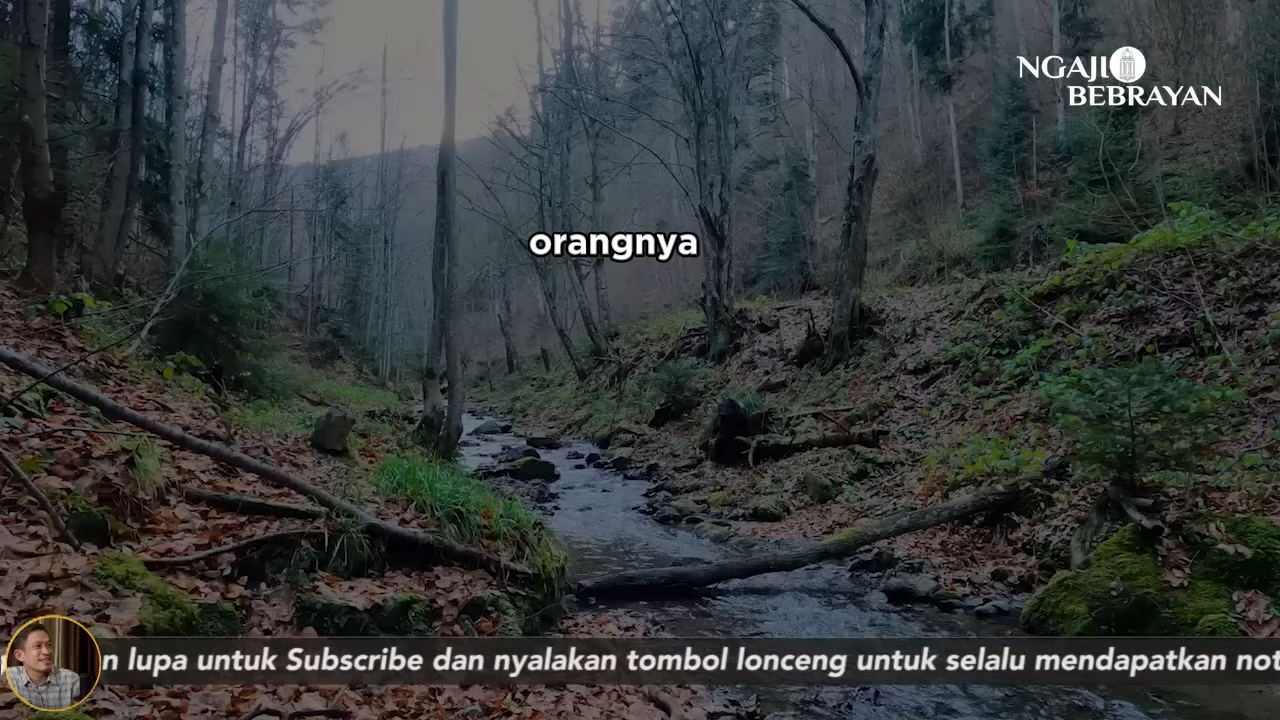 NGAJI
BEBRAYAN
orangnya
n lupa untuk Subscribe dan nyalakan tombol lonceng untuk selalu mendapatkan not